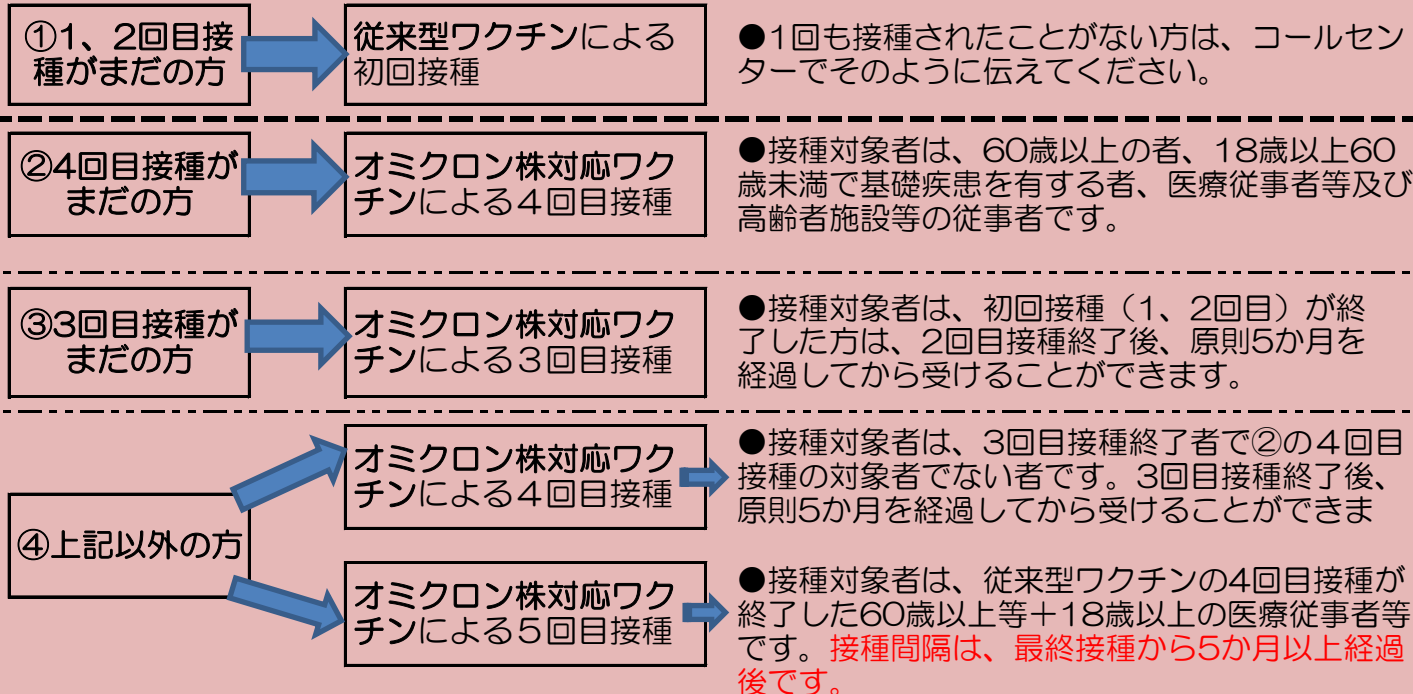 ①1、2回目接
種がまだの方
従来型ワクチンによる
初回接種
●1回も接種されたことがない方は、コールセン
ターでそのように伝えてください。
②4回目接種が
まだの方
オミクロン株対応ワク
チンによる４回目接種
●接種対象者は、60歳以上の者、18歳以上60
歳未満で基礎疾患を有する者、医療従事者等及び
高齢者施設等の従事者です。
③3回目接種が
まだの方
オミクロン株対応ワク
チンによる３回目接種
●接種対象者は、初回接種（1、2回目）が終
了した方は、2回目接種終了後、原則5か月を
経過してから受けることができます。
④上記以外の方
オミクロン株対応ワク
チンによる４回目接種
●接種対象者は、3回目接種終了者で②の４回目
接種の対象者でない者です。3回目接種終了後、
原則5か月を経過してから受けることができま
オミクロン株対応ワク
チンによる５回目接種
●接種対象者は、従来型ワクチンの4回目接種が
終了した60歳以上等＋18歳以上の医療従事者等
です。接種間隔は、最終接種から5か月以上経過
後です。